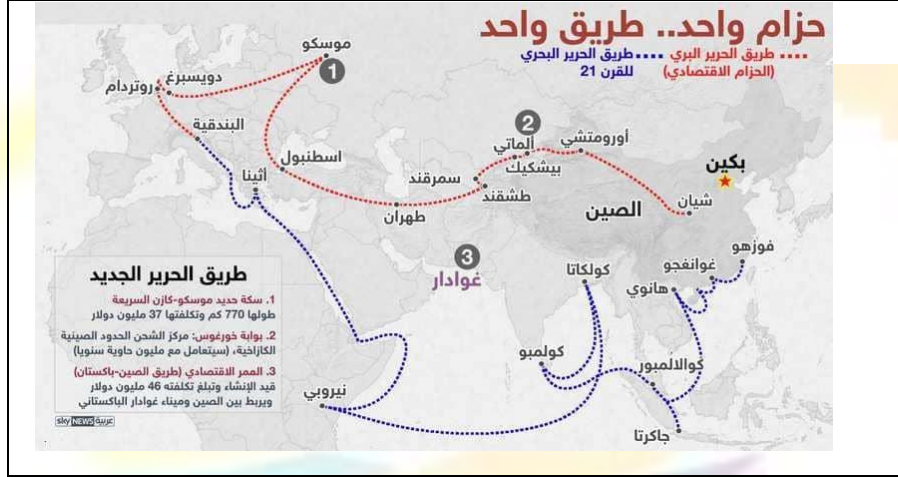 حزام واحد.. طريق واحد
طريق الحرير البري
(الحزام الاقتصادي)
طريق الحرير البحري
للقرن 21
موسكو
1
دويسبرغ
روتردام
البندقية
اسطنبول
أثينا
2
ألماتي
أورومتشي
بيشكيك
سمرقند
طشقند
طهران
بكين
شيان
الصين
3
غوادار
فوزهو
غوانغجو
هانوي
كولكاتا
كولمبو
كوالالمبور
جاكرتا
نيروبي
طريق الحرير الجديد
1. سكة حديد موسكو-كازن السريعة
طولها 770 كم وتكلفتها 37 مليون دولار
2. بوابة خورغوس: مركز الشحن الحدود الصينية
الكازاخية، (سيتعامل مع مليون حاوية سنويا)
3. الممر الاقتصادي (طريق الصين-باكستان)
قيد الإنشاء وتبلغ تكلفته 46 مليون دولار
ويربط بين الصين وميناء غوادار الباكستاني
sky NEWS عربية